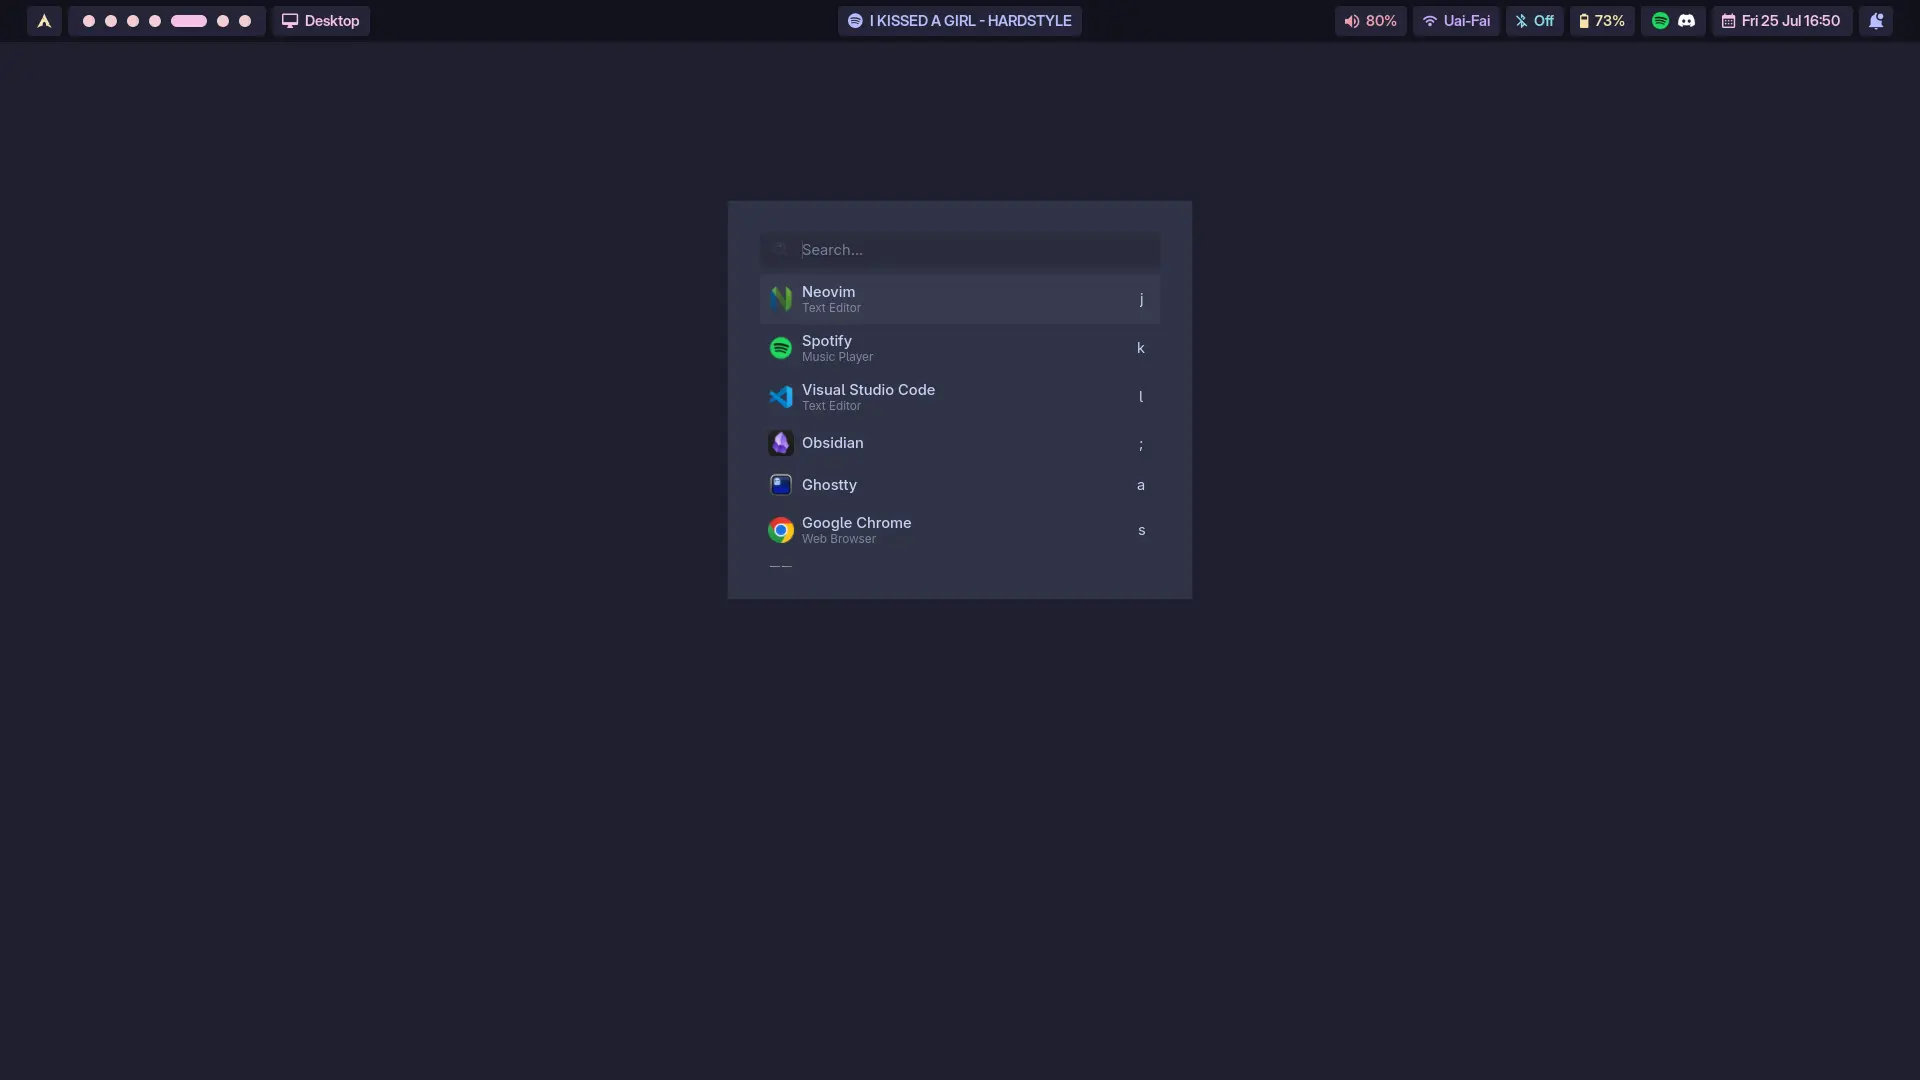 Desktop
I KISSED A GIRL - HARDSTYLE
80%
Uai-Fai
Off
73%
Fri 25 Jul 16:50
Search...
Neovim
Text Editor
j
Spotify
Music Player
k
Visual Studio Code
Text Editor
l
Obsidian
;
Ghostty
a
Google Chrome
Web Browser
s